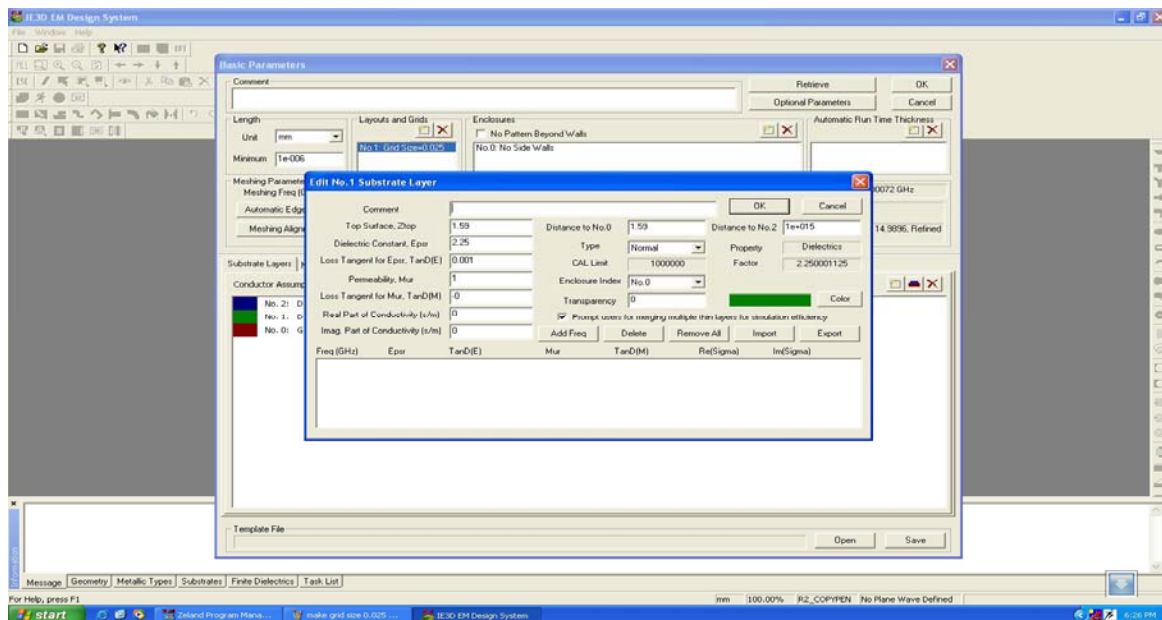 IE3D EM Design System
File Window Help
Basic Parameters
Comment
Retrieve OK
Optional Parameters Cancel
Length Layouts and Grids Enclosures Automatic Run Time Thickness
Unit mm No Pattern Beyond Walls
No.1: Grid Size=0.025 No.0: No Side Walls
Minimum 1e-006
Meshing Paramete
Meshing Freq (G 00072 GHz
Automatic Edge
Meshing Align 14.9896, Refined
Substrate Layers
Conductor Assump
No. 2: D
No. 1: D
No. 0: G
Edit No.1 Substrate Layer
Comment OK Cancel
Top Surface, Ztop 1.59 Distance to No.0 1.59 Distance to No.2 1e+015
Dielectric Constant, Epsr 2.25 Type Normal Property Dielectrics
Loss Tangent for Epsr, TanD(E) 0.001 CAL Limit 1000000 Factor 2.250001125
Permeability, Mur 1 Enclosure Index No.0
Loss Tangent for Mur, TanD(M) -0 Transparency 0 Color
Real Part of Conductivity (s/m) 0 Prompt users for merging multiple thin layers for simulation efficiency
Imag. Part of Conductivity (s/m) 0 Add Freq Delete Remove All Import Export
Freq (GHz) Epsr TanD(E) Mur TanD(M) Re(Sigma) Im(Sigma)
Template File
Open Save
Information
Message Geometry Metallic Types Substrates Finite Dielectrics Task List
For Help, press F1 mm 100.00% R2_COPYPEN No Plane Wave Defined
start Zeland Program Mana... make grid size 0.025 ... IE3D EM Design System 6:26 PM